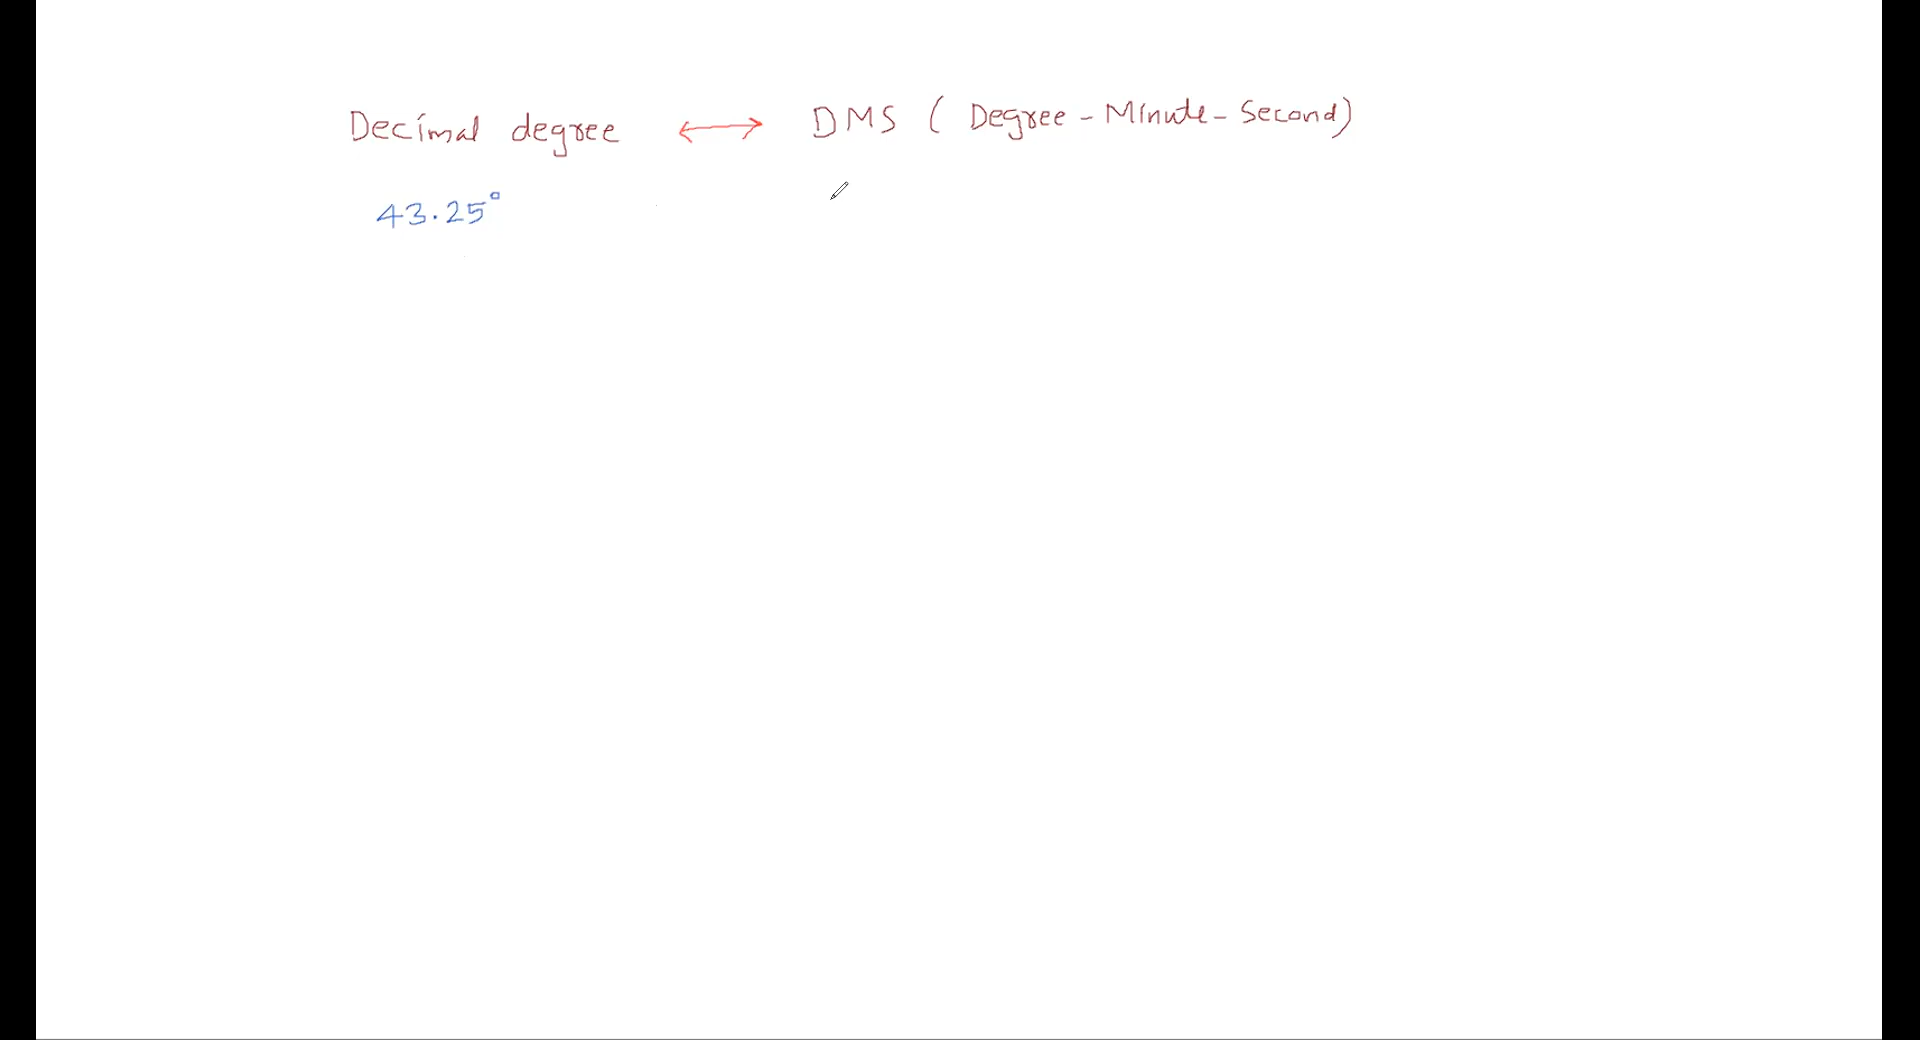 Decimal degree ↔ DMS (Degree - Minute - Second)
43.25°